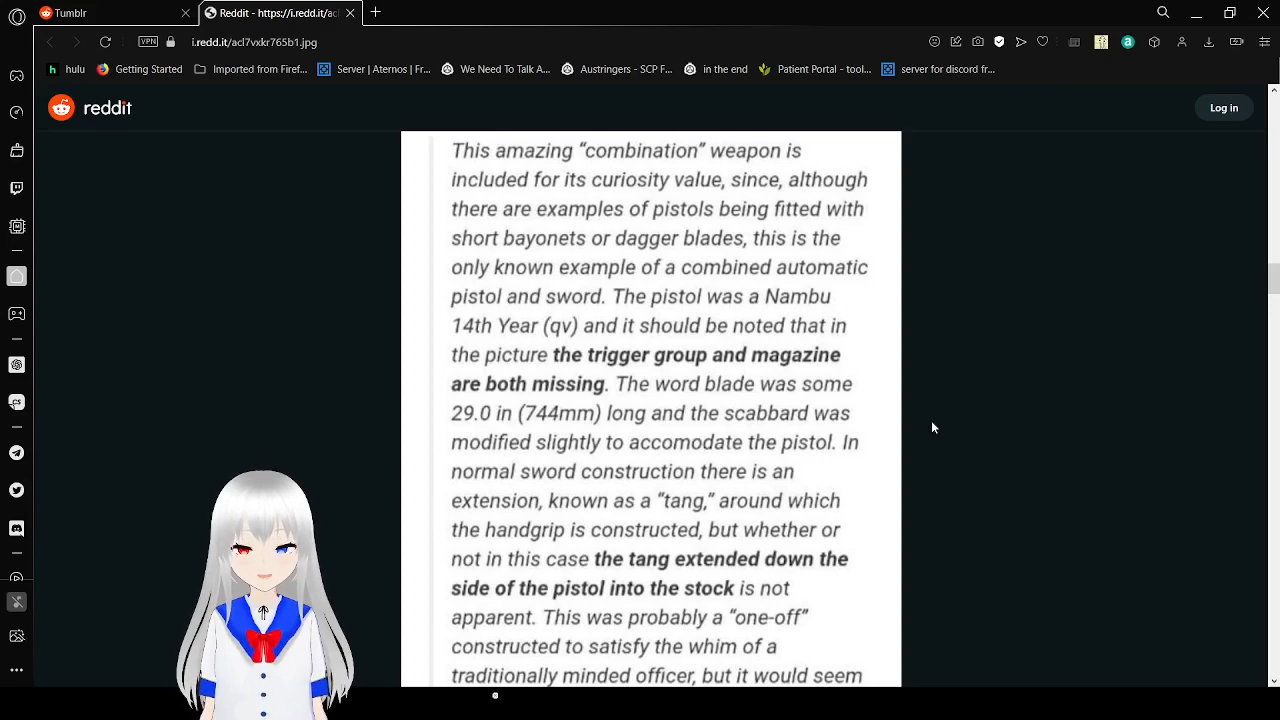 Tumblr
Reddit - https://i.redd.it/acl
VPN
i.redd.it/acl7vxkr765b1.jpg
hulu
Getting Started
Imported from Firef...
Server | Aternos | Fr...
We Need To Talk A...
Austringers - SCP F...
in the end
Patient Portal - tool...
server for discord fr...
reddit
Log in
This amazing “combination” weapon is
included for its curiosity value, since, although
there are examples of pistols being fitted with
short bayonets or dagger blades, this is the
only known example of a combined automatic
pistol and sword. The pistol was a Nambu
14th Year (qv) and it should be noted that in
the picture the trigger group and magazine
are both missing. The word blade was some
29.0 in (744mm) long and the scabbard was
modified slightly to accomodate the pistol. In
normal sword construction there is an
extension, known as a “tang,” around which
the handgrip is constructed, but whether or
not in this case the tang extended down the
side of the pistol into the stock is not
apparent. This was probably a “one-off”
constructed to satisfy the whim of a
traditionally minded officer, but it would seem